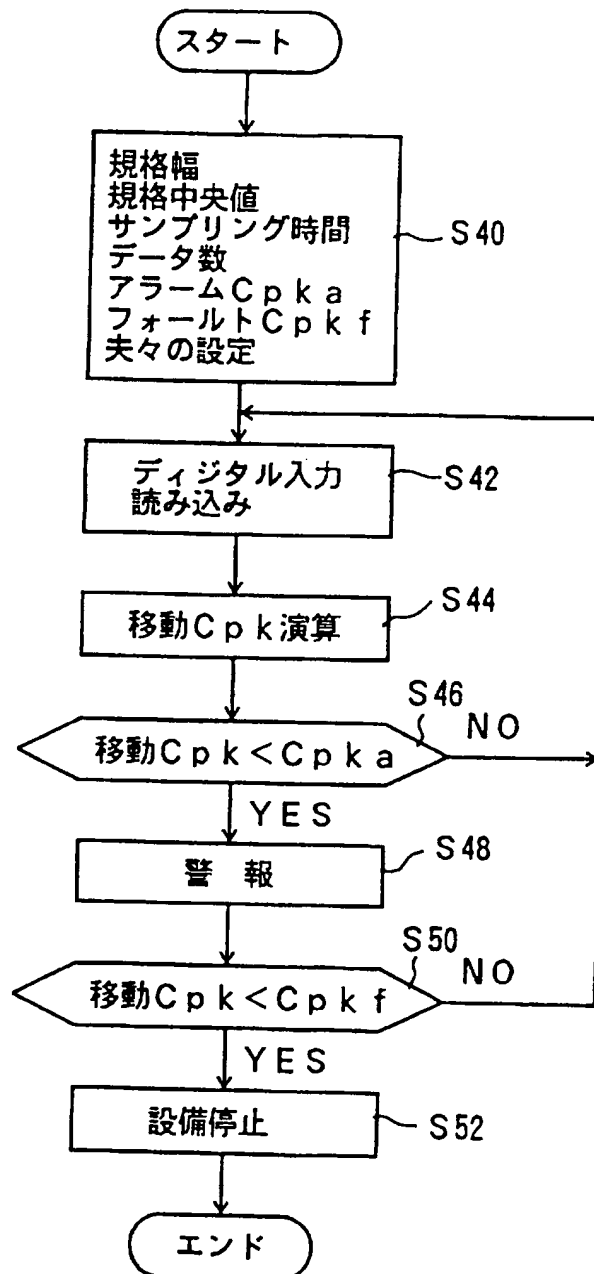 スタート
規格幅
規格中央値
サンプリング時間
データ数
アラームCpka
フォールトCpkf
夫々の設定
S40
ディジタル入力
読み込み
S42
移動Cpk演算
S44
移動Cpk<Cpka
S46
NO
YES
警 報
S48
移動Cpk<Cpkf
S50
NO
YES
設備停止
S52
エンド